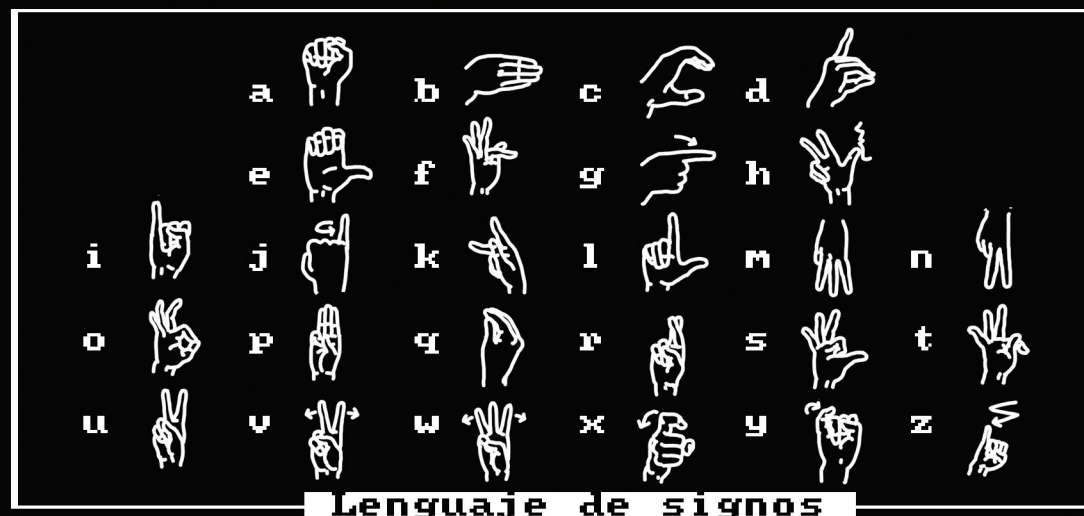 a b c d
e f g h
i j k l m n
o p q r s t
u v w x y z
Lenguaje de signos